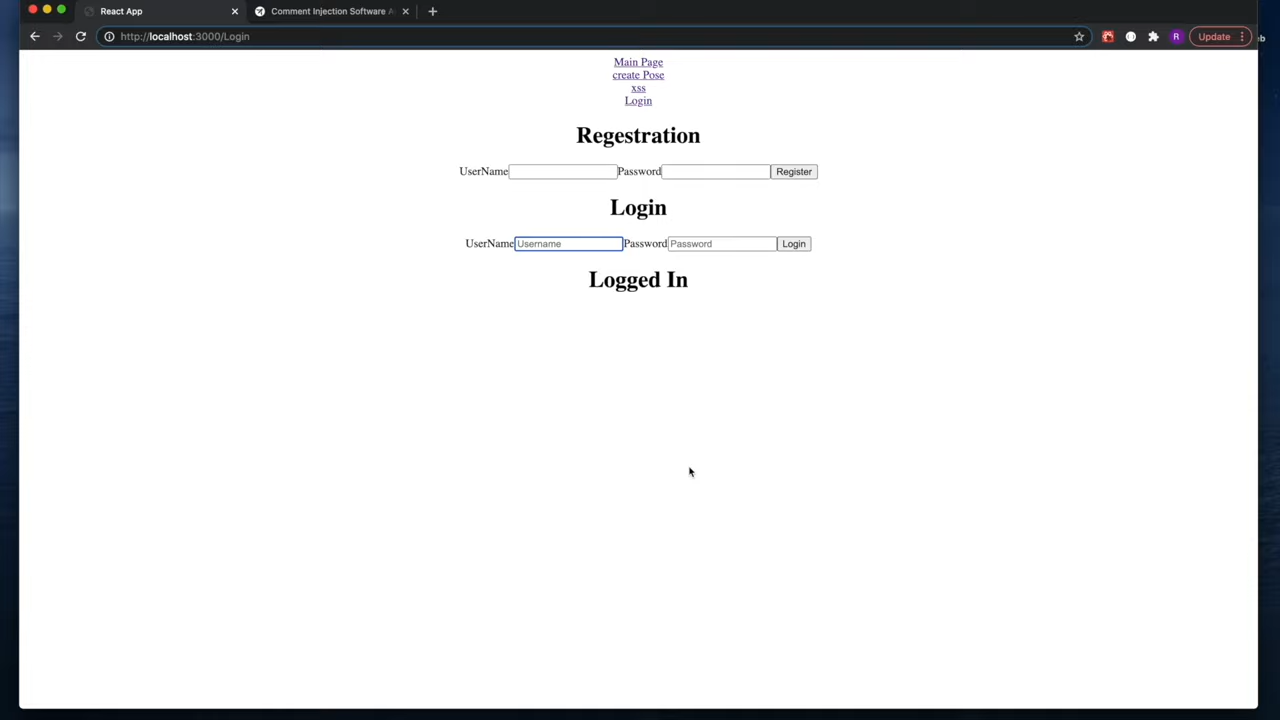 React App
Comment Injection Software A
http://localhost:3000/Login
R
Update
Main Page
create Pose
xss
Login
Regestration
UserName Password Register
Login
UserName Username Password Password Login
Logged In